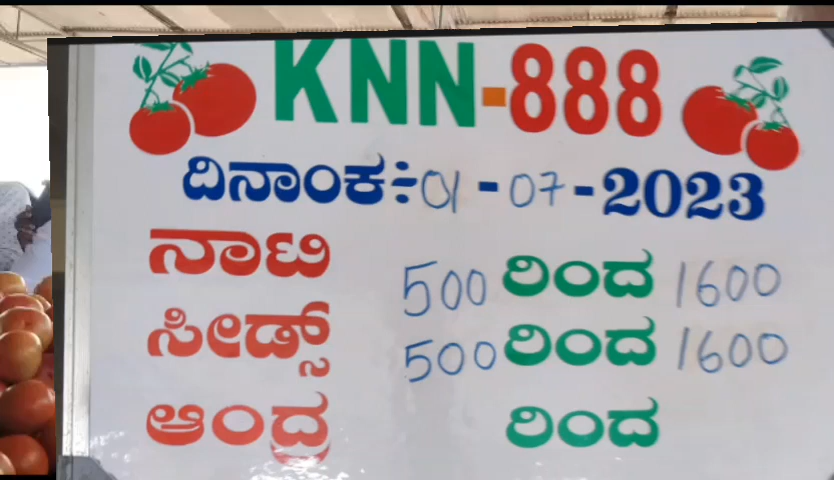 KNN-888
ದಿನಾಂಕ÷01-07-2023
ನಾಟಿ 500 ರಿಂದ 1600
ಸೀಡ್ಸ್ 500 ರಿಂದ 1600
ಆಂದ್ರ ರಿಂದ